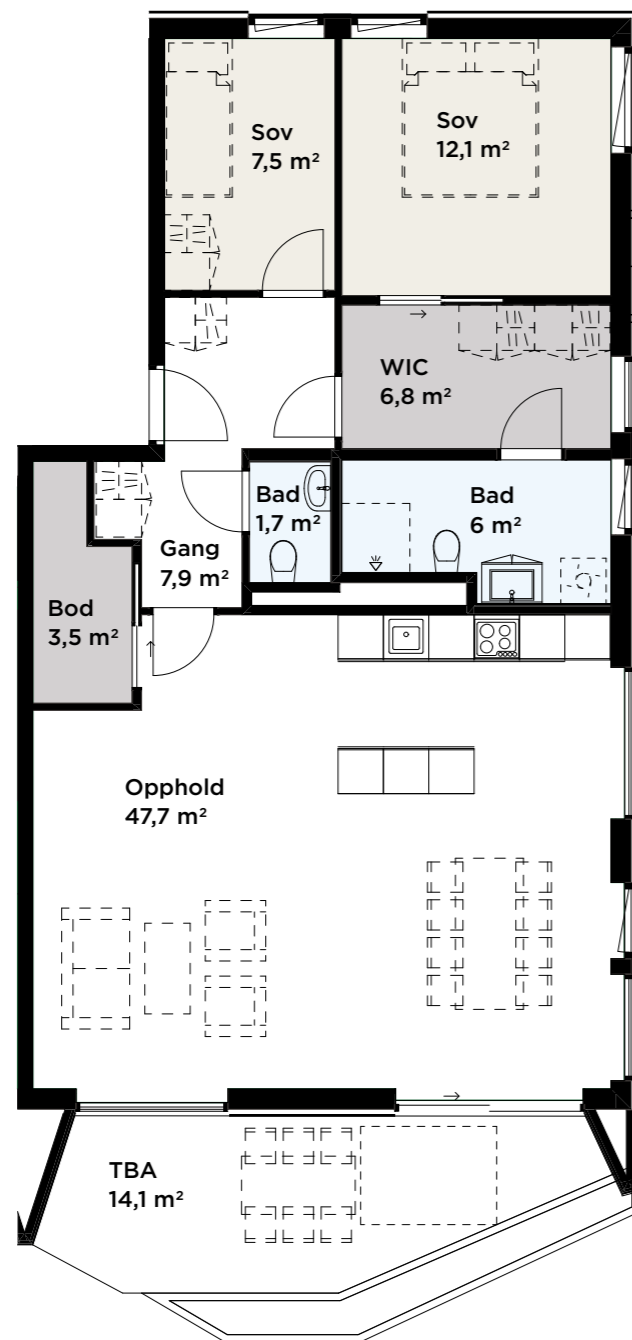 Sov
7,5 m²
Sov
12,1 m²
WIC
6,8 m²
Bad
1,7 m²
Bad
6 m²
Gang
7,9 m²
Bod
3,5 m²
Opphold
47,7 m²
TBA
14,1 m²